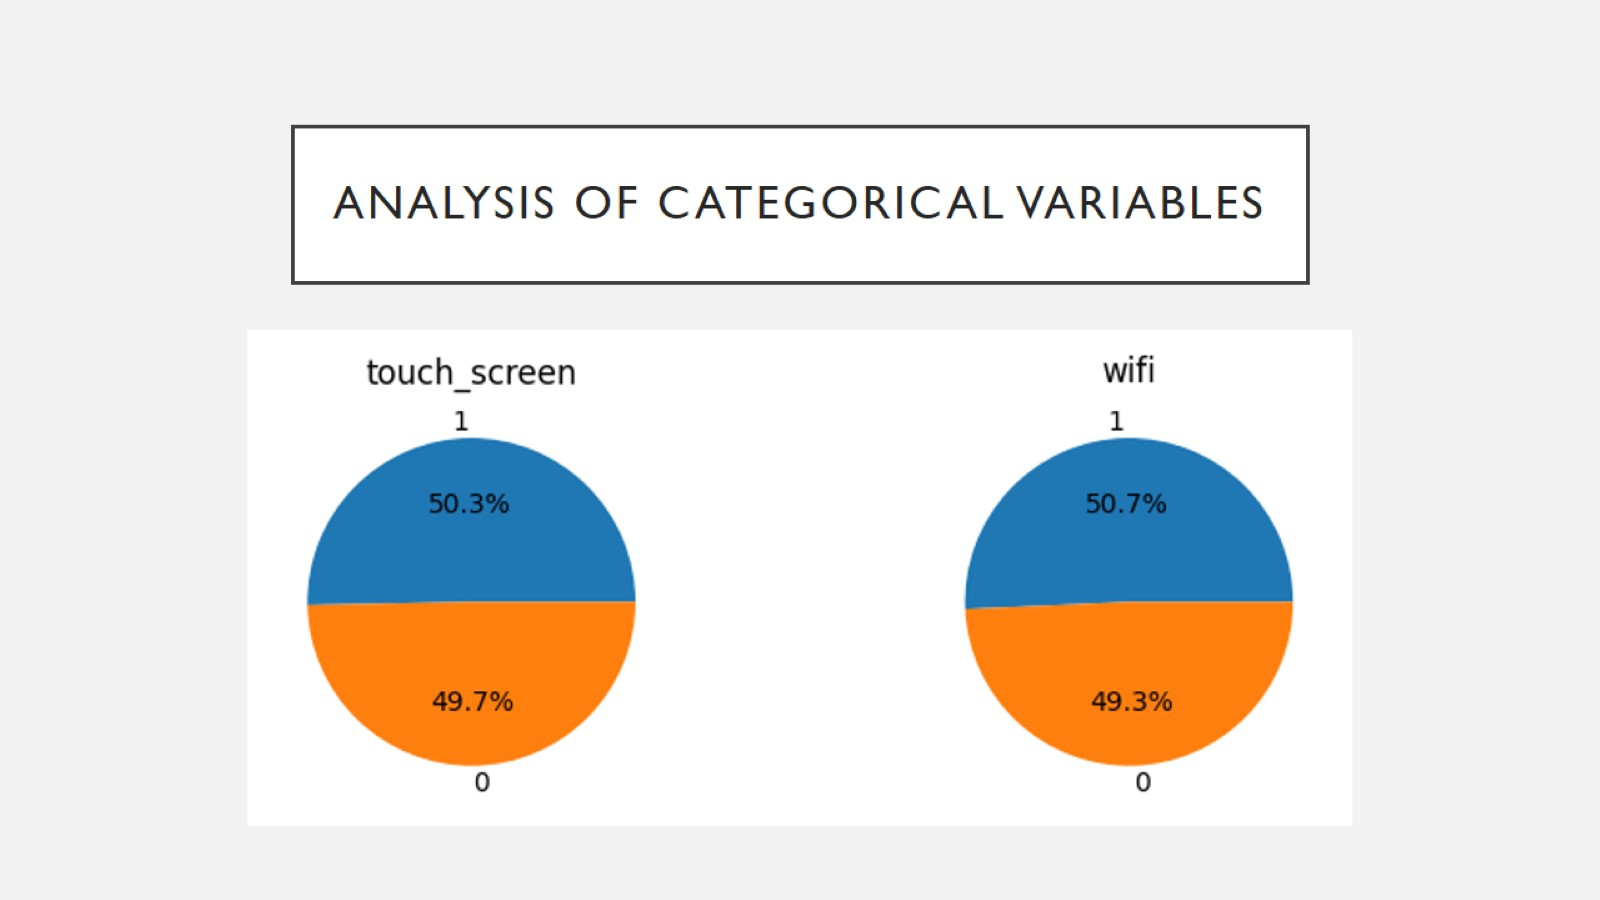 ANALYSIS OF CATEGORICAL VARIABLES
touch_screen
1
50.3%
49.7%
0
wifi
1
50.7%
49.3%
0